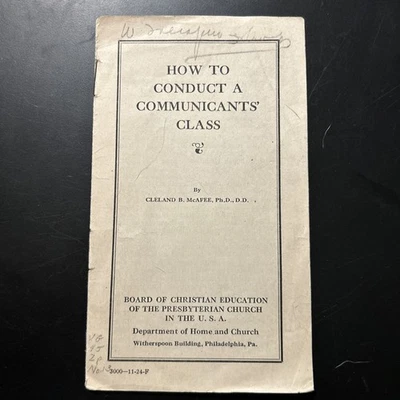 HOW TO
CONDUCT A
COMMUNICANTS'
CLASS
By
CLELAND B. McAFEE, Ph.D., D.D.
BOARD OF CHRISTIAN EDUCATION
OF THE PRESBYTERIAN CHURCH
IN THE U. S. A.
Department of Home and Church
Witherspoon Building, Philadelphia, Pa.
3000—11-24-F